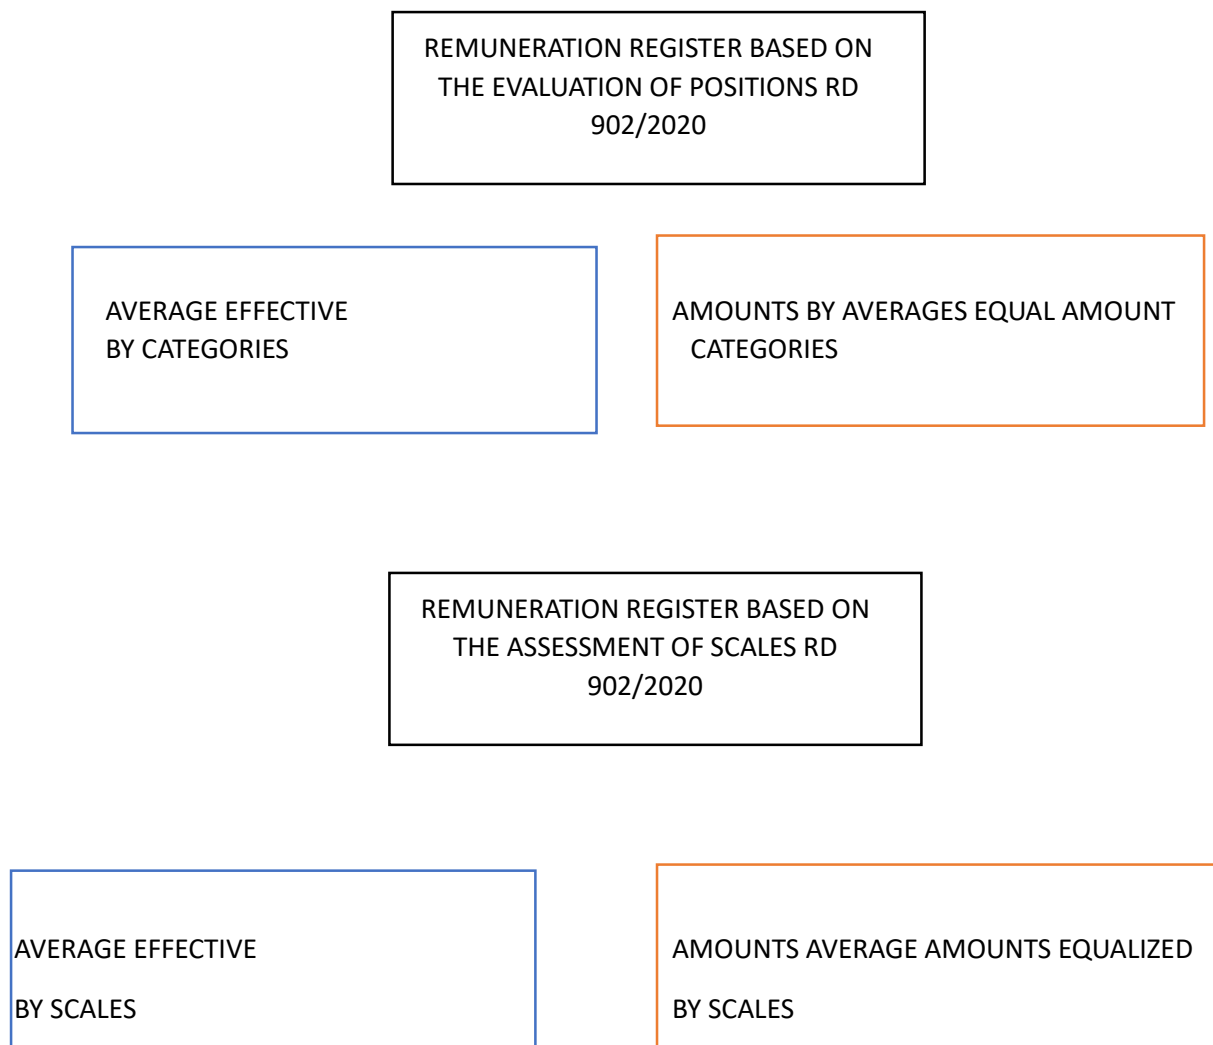 REMUNERATION REGISTER BASED ON
THE EVALUATION OF POSITIONS RD
902/2020
AVERAGE EFFECTIVE
BY CATEGORIES
AMOUNTS BY AVERAGES EQUAL AMOUNT
CATEGORIES
REMUNERATION REGISTER BASED ON
THE ASSESSMENT OF SCALES RD
902/2020
AVERAGE EFFECTIVE
BY SCALES
AMOUNTS AVERAGE AMOUNTS EQUALIZED
BY SCALES